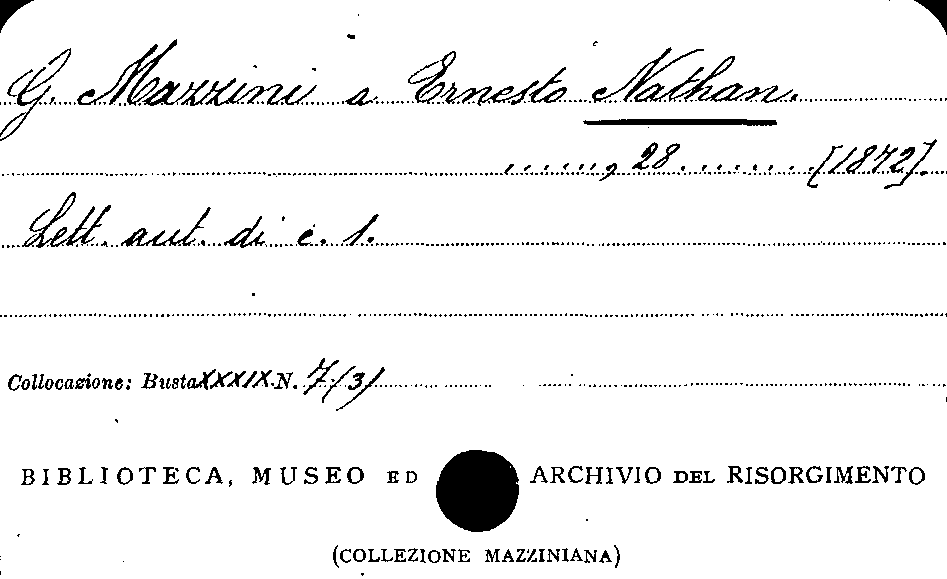 G. Mazzini a Ernesto Nathan.
......, 28 ........ [1872].
Lett. aut. di c. 1.
Collocazione: Busta XXXIX N. 7/3/
BIBLIOTECA, MUSEO ED ARCHIVIO DEL RISORGIMENTO
(COLLEZIONE MAZZINIANA)